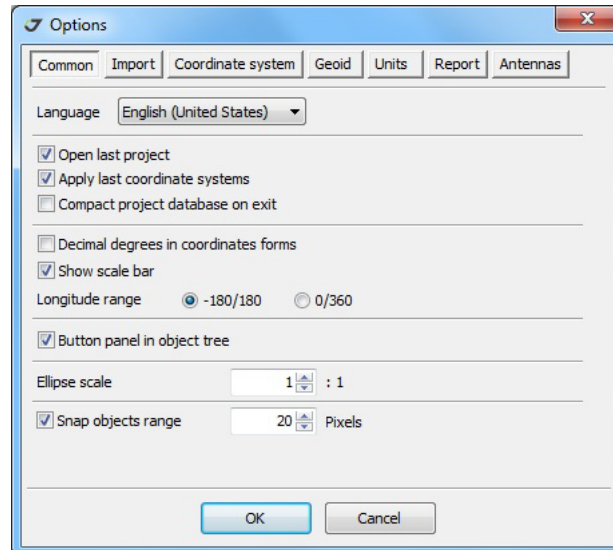 Options
Common Import Coordinate system Geoid Units Report Antennas
Language English (United States)
Open last project
Apply last coordinate systems
Compact project database on exit
Decimal degrees in coordinates forms
Show scale bar
Longitude range -180/180 0/360
Button panel in object tree
Ellipse scale 1 : 1
Snap objects range 20 Pixels
OK Cancel